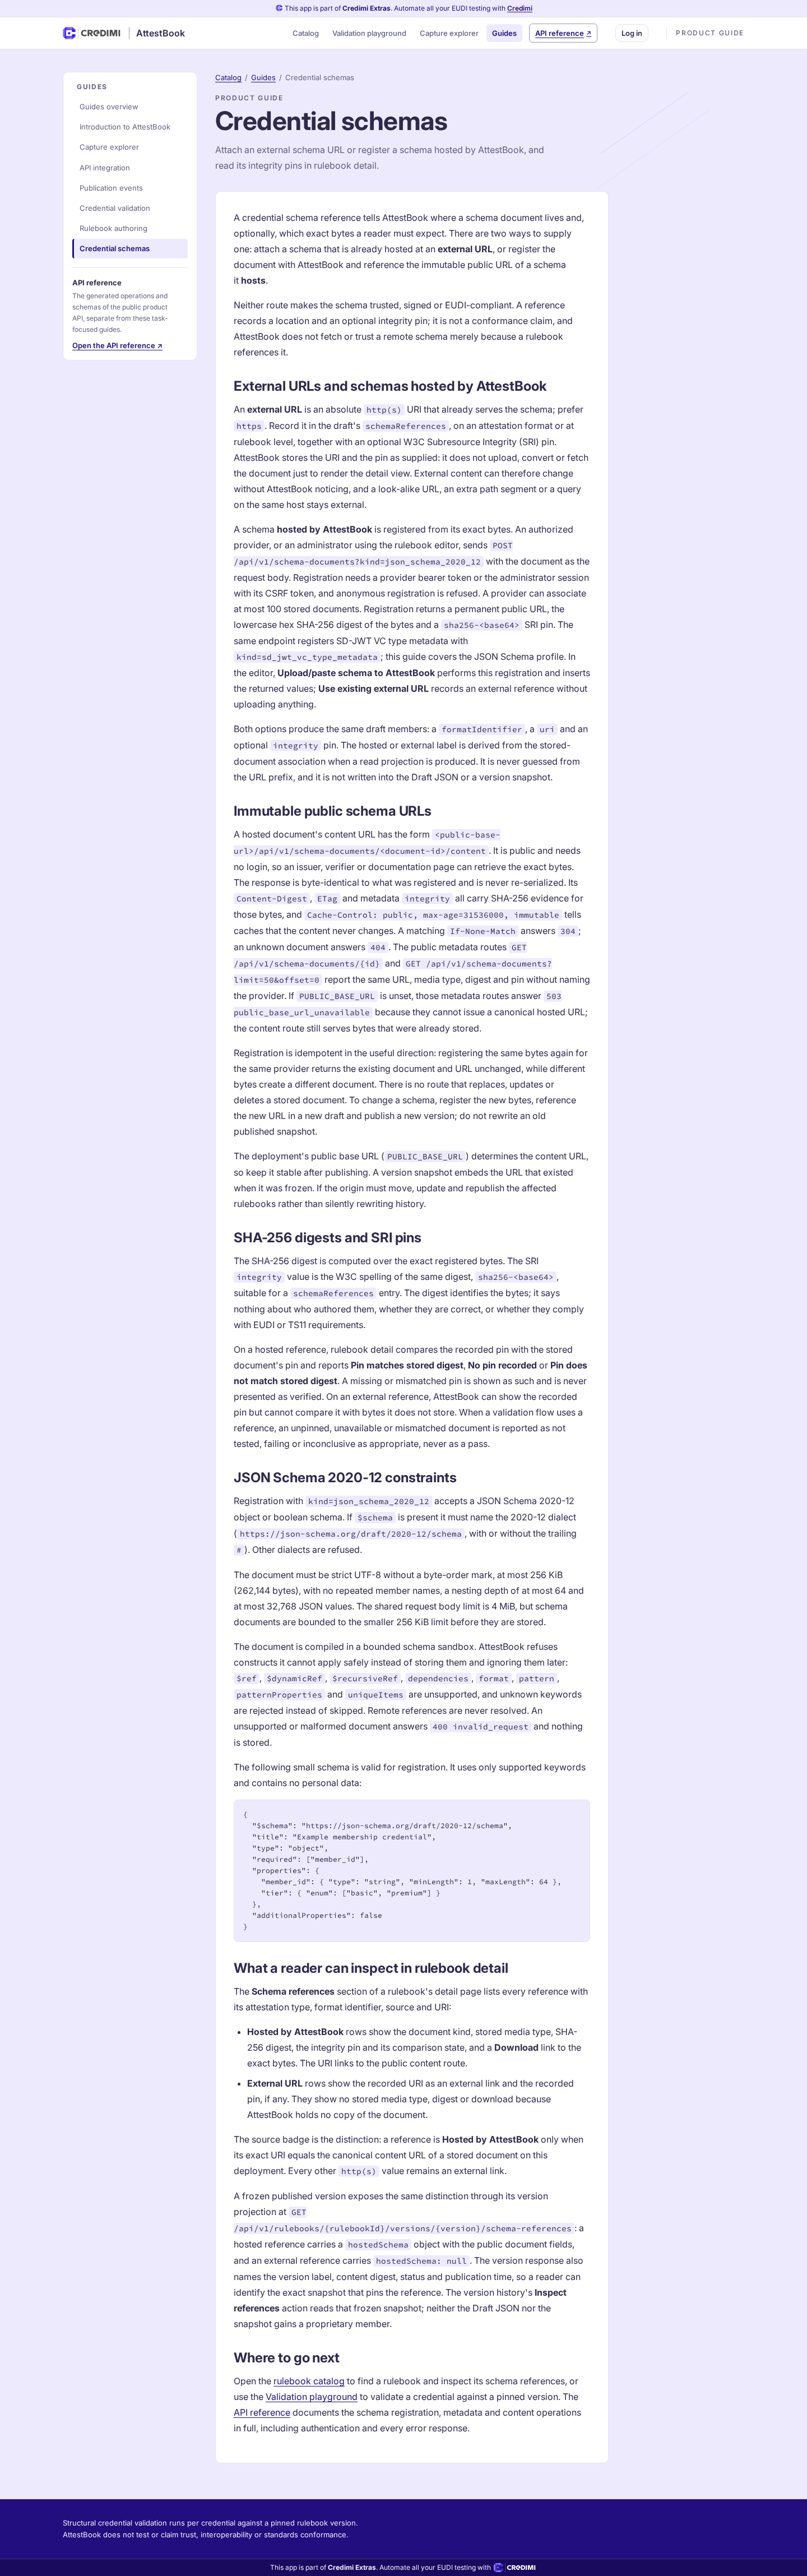 This app is part of Credimi Extras. Automate all your EUDI testing with Credimi
CREDIMI
AttestBook
Catalog
Validation playground
Capture explorer
Guides
API reference ↗
Log in
PRODUCT GUIDE
GUIDES
Guides overview
Introduction to AttestBook
Capture explorer
API integration
Publication events
Credential validation
Rulebook authoring
Credential schemas
API reference
The generated operations and
schemas of the public product
API, separate from these task-
focused guides.
Open the API reference ↗
Catalog / Guides / Credential schemas
PRODUCT GUIDE
Credential schemas
Attach an external schema URL or register a schema hosted by AttestBook, and
read its integrity pins in rulebook detail.
A credential schema reference tells AttestBook where a schema document lives and,
optionally, which exact bytes a reader must expect. There are two ways to supply
one: attach a schema that is already hosted at an external URL, or register the
document with AttestBook and reference the immutable public URL of a schema
it hosts.
Neither route makes the schema trusted, signed or EUDI-compliant. A reference
records a location and an optional integrity pin; it is not a conformance claim, and
AttestBook does not fetch or trust a remote schema merely because a rulebook
references it.
External URLs and schemas hosted by AttestBook
An external URL is an absolute http(s) URI that already serves the schema; prefer
https. Record it in the draft's schemaReferences, on an attestation format or at
rulebook level, together with an optional W3C Subresource Integrity (SRI) pin.
AttestBook stores the URI and the pin as supplied: it does not upload, convert or fetch
the document just to render the detail view. External content can therefore change
without AttestBook noticing, and a look-alike URL, an extra path segment or a query
on the same host stays external.
A schema hosted by AttestBook is registered from its exact bytes. An authorized
provider, or an administrator using the rulebook editor, sends POST
/api/v1/schema-documents?kind=json_schema_2020_12 with the document as the
request body. Registration needs a provider bearer token or the administrator session
with its CSRF token, and anonymous registration is refused. A provider can associate
at most 100 stored documents. Registration returns a permanent public URL, the
lowercase hex SHA-256 digest of the bytes and a sha256-<base64> SRI pin. The
same endpoint registers SD-JWT VC type metadata with
kind=sd_jwt_vc_type_metadata; this guide covers the JSON Schema profile. In
the editor, Upload/paste schema to AttestBook performs this registration and inserts
the returned values; Use existing external URL records an external reference without
uploading anything.
Both options produce the same draft members: a formatIdentifier, a uri and an
optional integrity pin. The hosted or external label is derived from the stored-
document association when a read projection is produced. It is never guessed from
the URL prefix, and it is not written into the Draft JSON or a version snapshot.
Immutable public schema URLs
A hosted document's content URL has the form <public-base-
url>/api/v1/schema-documents/<document-id>/content. It is public and needs
no login, so an issuer, verifier or documentation page can retrieve the exact bytes.
The response is byte-identical to what was registered and is never re-serialized. Its
Content-Digest, ETag and metadata integrity all carry SHA-256 evidence for
those bytes, and Cache-Control: public, max-age=31536000, immutable tells
caches that the content never changes. A matching If-None-Match answers 304;
an unknown document answers 404. The public metadata routes GET
/api/v1/schema-documents/{id} and GET /api/v1/schema-documents?
limit=50&offset=0 report the same URL, media type, digest and pin without naming
the provider. If PUBLIC_BASE_URL is unset, those metadata routes answer 503
public_base_url_unavailable because they cannot issue a canonical hosted URL;
the content route still serves bytes that were already stored.
Registration is idempotent in the useful direction: registering the same bytes again for
the same provider returns the existing document and URL unchanged, while different
bytes create a different document. There is no route that replaces, updates or
deletes a stored document. To change a schema, register the new bytes, reference
the new URL in a new draft and publish a new version; do not rewrite an old
published snapshot.
The deployment's public base URL (PUBLIC_BASE_URL) determines the content URL,
so keep it stable after publishing. A version snapshot embeds the URL that existed
when it was frozen. If the origin must move, update and republish the affected
rulebooks rather than silently rewriting history.
SHA-256 digests and SRI pins
The SHA-256 digest is computed over the exact registered bytes. The SRI
integrity value is the W3C spelling of the same digest, sha256-<base64>,
suitable for a schemaReferences entry. The digest identifies the bytes; it says
nothing about who authored them, whether they are correct, or whether they comply
with EUDI or TS11 requirements.
On a hosted reference, rulebook detail compares the recorded pin with the stored
document's pin and reports Pin matches stored digest, No pin recorded or Pin does
not match stored digest. A missing or mismatched pin is shown as such and is never
presented as verified. On an external reference, AttestBook can show the recorded
pin but cannot compare it with bytes it does not store. When a validation flow uses a
reference, an unpinned, unavailable or mismatched document is reported as not
tested, failing or inconclusive as appropriate, never as a pass.
JSON Schema 2020-12 constraints
Registration with kind=json_schema_2020_12 accepts a JSON Schema 2020-12
object or boolean schema. If $schema is present it must name the 2020-12 dialect
(https://json-schema.org/draft/2020-12/schema, with or without the trailing
#). Other dialects are refused.
The document must be strict UTF-8 without a byte-order mark, at most 256 KiB
(262,144 bytes), with no repeated member names, a nesting depth of at most 64 and
at most 32,768 JSON values. The shared request body limit is 4 MiB, but schema
documents are bounded to the smaller 256 KiB limit before they are stored.
The document is compiled in a bounded schema sandbox. AttestBook refuses
constructs it cannot apply safely instead of storing them and ignoring them later:
$ref, $dynamicRef, $recursiveRef, dependencies, format, pattern,
patternProperties and uniqueItems are unsupported, and unknown keywords
are rejected instead of skipped. Remote references are never resolved. An
unsupported or malformed document answers 400 invalid_request and nothing
is stored.
The following small schema is valid for registration. It uses only supported keywords
and contains no personal data:
{
"$schema": "https://json-schema.org/draft/2020-12/schema",
"title": "Example membership credential",
"type": "object",
"required": ["member_id"],
"properties": {
"member_id": { "type": "string", "minLength": 1, "maxLength": 64 },
"tier": { "enum": ["basic", "premium"] }
},
"additionalProperties": false
}
What a reader can inspect in rulebook detail
The Schema references section of a rulebook's detail page lists every reference with
its attestation type, format identifier, source and URI:
• Hosted by AttestBook rows show the document kind, stored media type, SHA-
256 digest, the integrity pin and its comparison state, and a Download link to the
exact bytes. The URI links to the public content route.
• External URL rows show the recorded URI as an external link and the recorded
pin, if any. They show no stored media type, digest or download because
AttestBook holds no copy of the document.
The source badge is the distinction: a reference is Hosted by AttestBook only when
its exact URI equals the canonical content URL of a stored document on this
deployment. Every other http(s) value remains an external link.
A frozen published version exposes the same distinction through its version
projection at GET
/api/v1/rulebooks/{rulebookId}/versions/{version}/schema-references: a
hosted reference carries a hostedSchema object with the public document fields,
and an external reference carries hostedSchema: null. The version response also
names the version label, content digest, status and publication time, so a reader can
identify the exact snapshot that pins the reference. The version history's Inspect
references action reads that frozen snapshot; neither the Draft JSON nor the
snapshot gains a proprietary member.
Where to go next
Open the rulebook catalog to find a rulebook and inspect its schema references, or
use the Validation playground to validate a credential against a pinned version. The
API reference documents the schema registration, metadata and content operations
in full, including authentication and every error response.
Structural credential validation runs per credential against a pinned rulebook version.
AttestBook does not test or claim trust, interoperability or standards conformance.
This app is part of Credimi Extras. Automate all your EUDI testing with CREDIMI